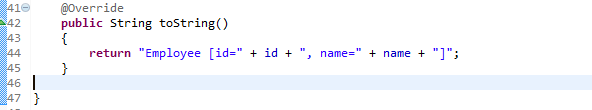 41 @Override
42 public String toString()
43 {
44 return "Employee [id=" + id + ", name=" + name + "]";
45 }
46
47 }